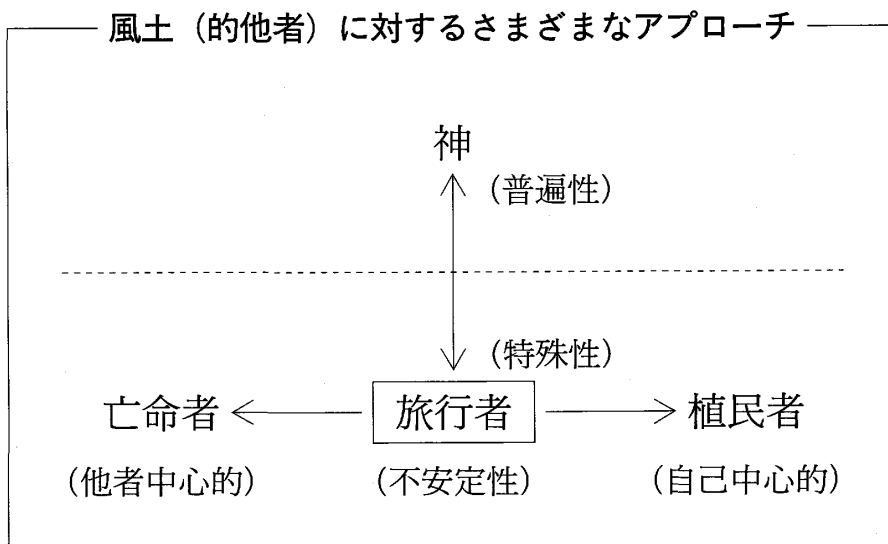 風土（的他者）に対するさまざまなアプローチ
神
（普遍性）
（特殊性）
亡命者 旅行者 植民者
（他者中心的） （不安定性） （自己中心的）